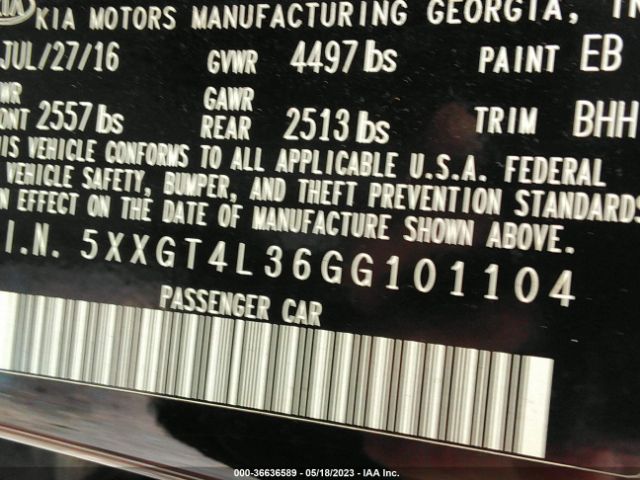 KIA KIA MOTORS MANUFACTURING GEORGIA,
JUL/27/16 GVWR 4497 lbs PAINT EB
GAWR
2557 lbs REAR 2513 lbs TRIM BHH
VEHICLE CONFORMS TO ALL APPLICABLE U.S.A. FEDERAL
VEHICLE SAFETY, BUMPER, AND THEFT PREVENTION STANDARDS
EFFECT ON THE DATE OF MANUFACTURE SHOWN ABOVE.
I.N. 5XXGT4L36GG101104
PASSENGER CAR
000-36636589 - 05/18/2023 - IAA Inc.